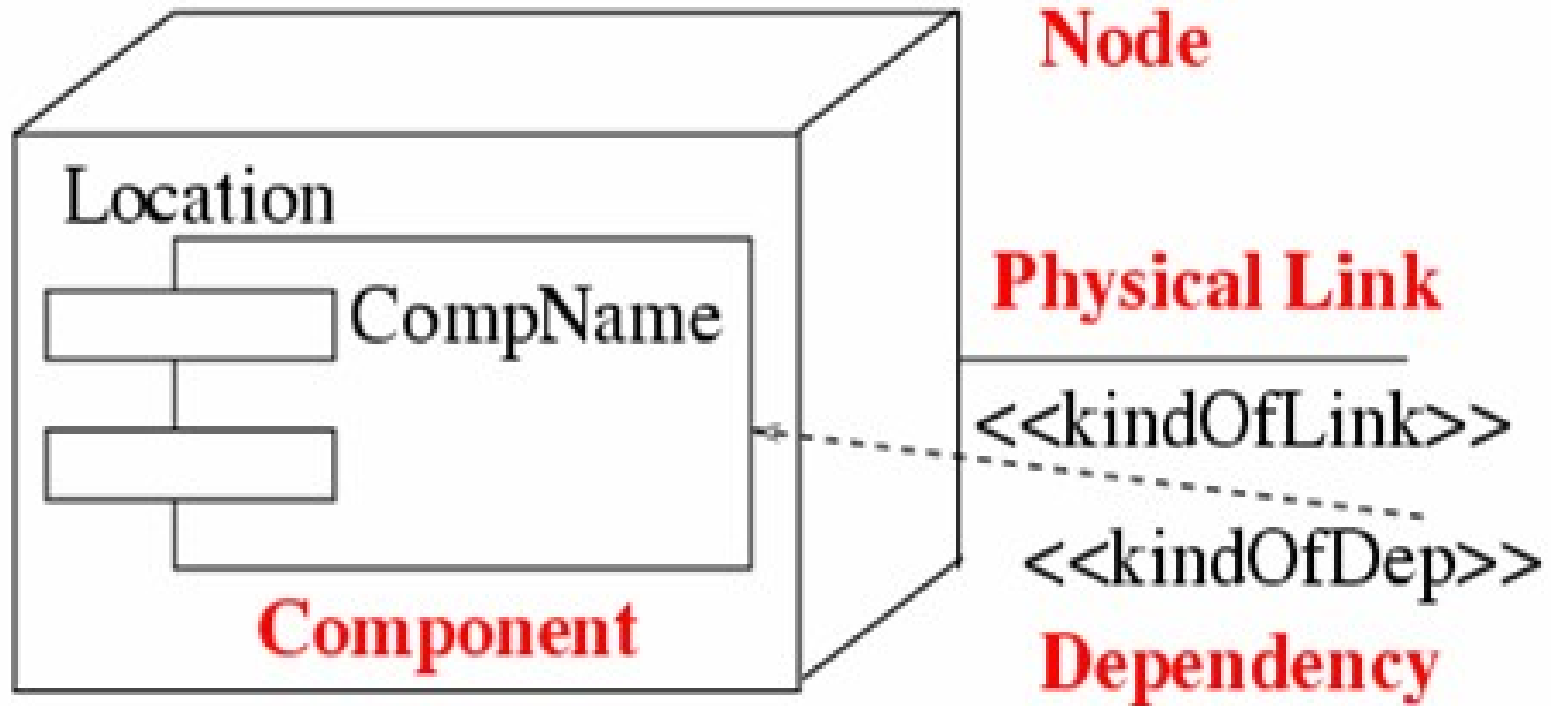 Node
Location
Physical Link
CompName
<<kindOfLink>>
<<kindOfDep>>
Component
Dependency